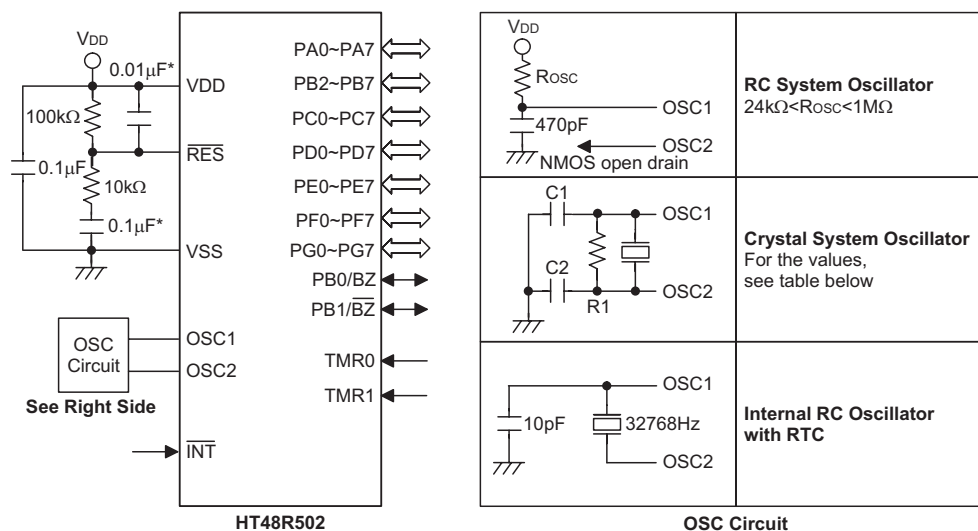 VDD
0.01µF*
VDD
100kΩ
RES
0.1µF
10kΩ
0.1µF*
VSS
OSC
Circuit
OSC1
OSC2
See Right Side
INT
PA0~PA7
PB2~PB7
PC0~PC7
PD0~PD7
PE0~PE7
PF0~PF7
PG0~PG7
PB0/BZ
PB1/BZ
TMR0
TMR1
HT48R502
VDD
ROSC
OSC1
470pF
OSC2
NMOS open drain
RC System Oscillator
24kΩ<ROSC<1MΩ
C1
OSC1
C2
R1
OSC2
Crystal System Oscillator
For the values,
see table below
OSC1
10pF
32768Hz
OSC2
Internal RC Oscillator
with RTC
OSC Circuit